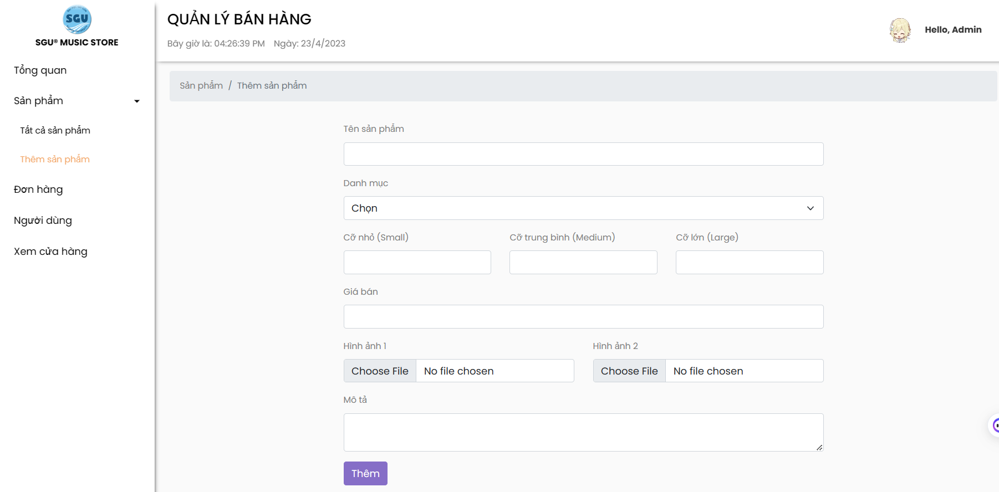 SGU
SGU® MUSIC STORE
Tổng quan
Sản phẩm
Tất cả sản phẩm
Thêm sản phẩm
Đơn hàng
Người dùng
Xem cửa hàng
QUẢN LÝ BÁN HÀNG
Bây giờ là: 04:26:39 PM Ngày: 23/4/2023
Hello, Admin
Sản phẩm / Thêm sản phẩm
Tên sản phẩm
Danh mục
Chọn
Cỡ nhỏ (Small) Cỡ trung bình (Medium) Cỡ lớn (Large)
Giá bán
Hình ảnh 1 Hình ảnh 2
Choose File No file chosen Choose File No file chosen
Mô tả
Thêm